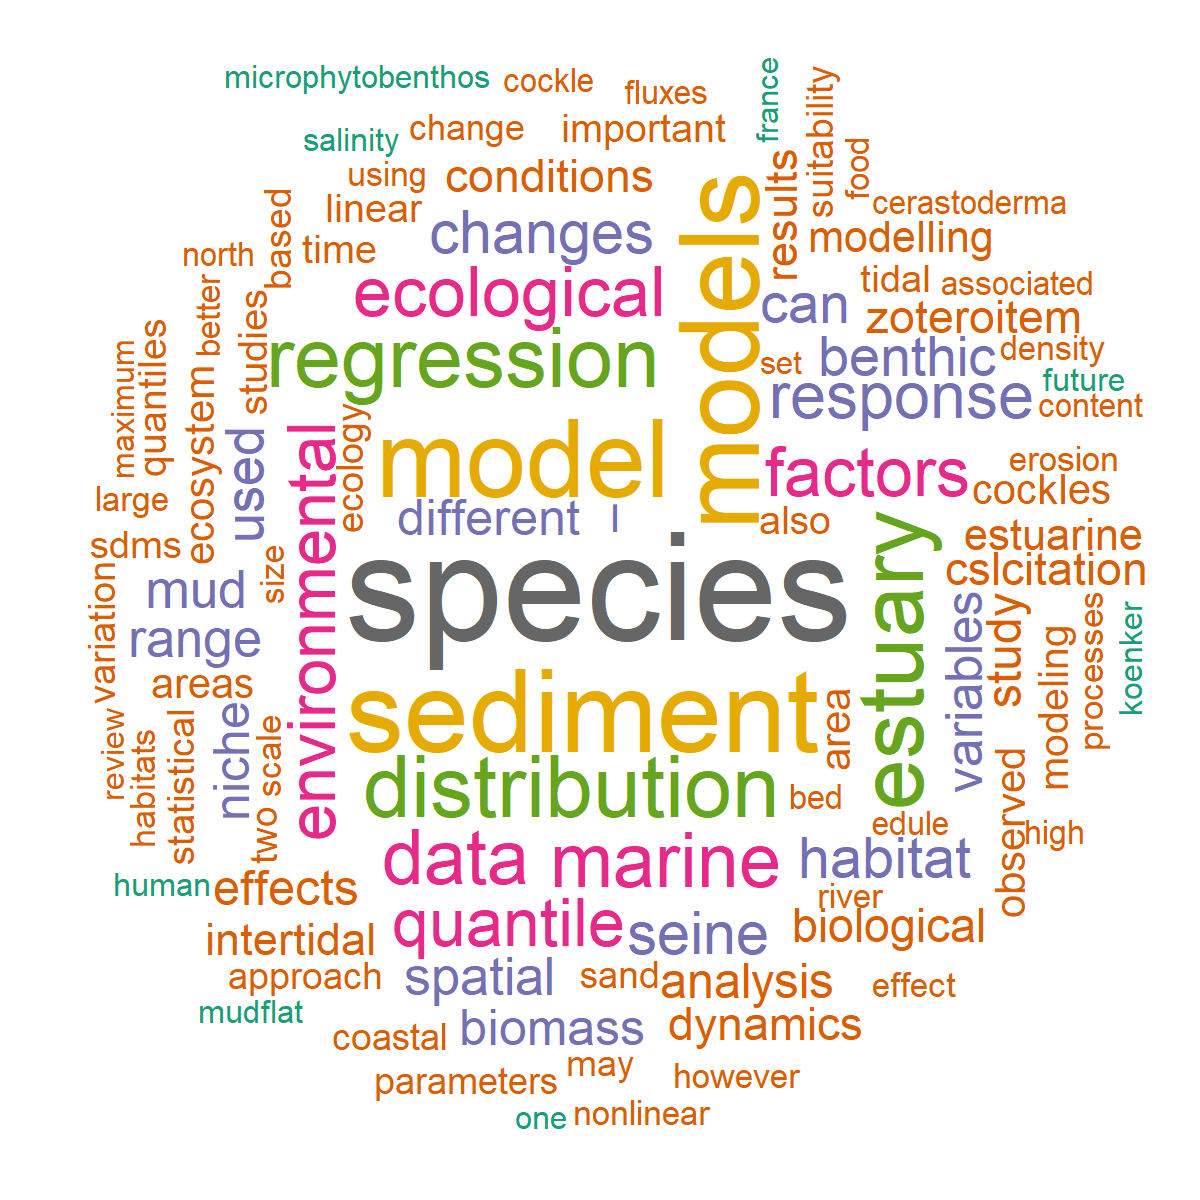 microphytobenthos
cockle
fluxes
france
suitability
salinity
change
important
results
food
using
conditions
cerastoderma
based
linear
changes
models
modelling
north
time
tidal
associated
better
studies
ecological
can
zoteroitem
maximum
quantiles
regression
set
benthic
density
ecosystem
used
environmental
ecology
response
future
content
model
factors
erosion
large
different
l
also
cockles
sdms
size
species
estuary
estuarine
cslcitation
variation
mud
range
variables
study
modeling
processes
koenker
areas
sediment
area
review
habitats
statistical
niche
scale
two
distribution
bed
observed
high
edule
human
effects
data
marine
habitat
river
intertidal
quantile
seine
biological
approach
spatial
sand
analysis
effect
mudflat
coastal
biomass
dynamics
parameters
may
however
one
nonlinear